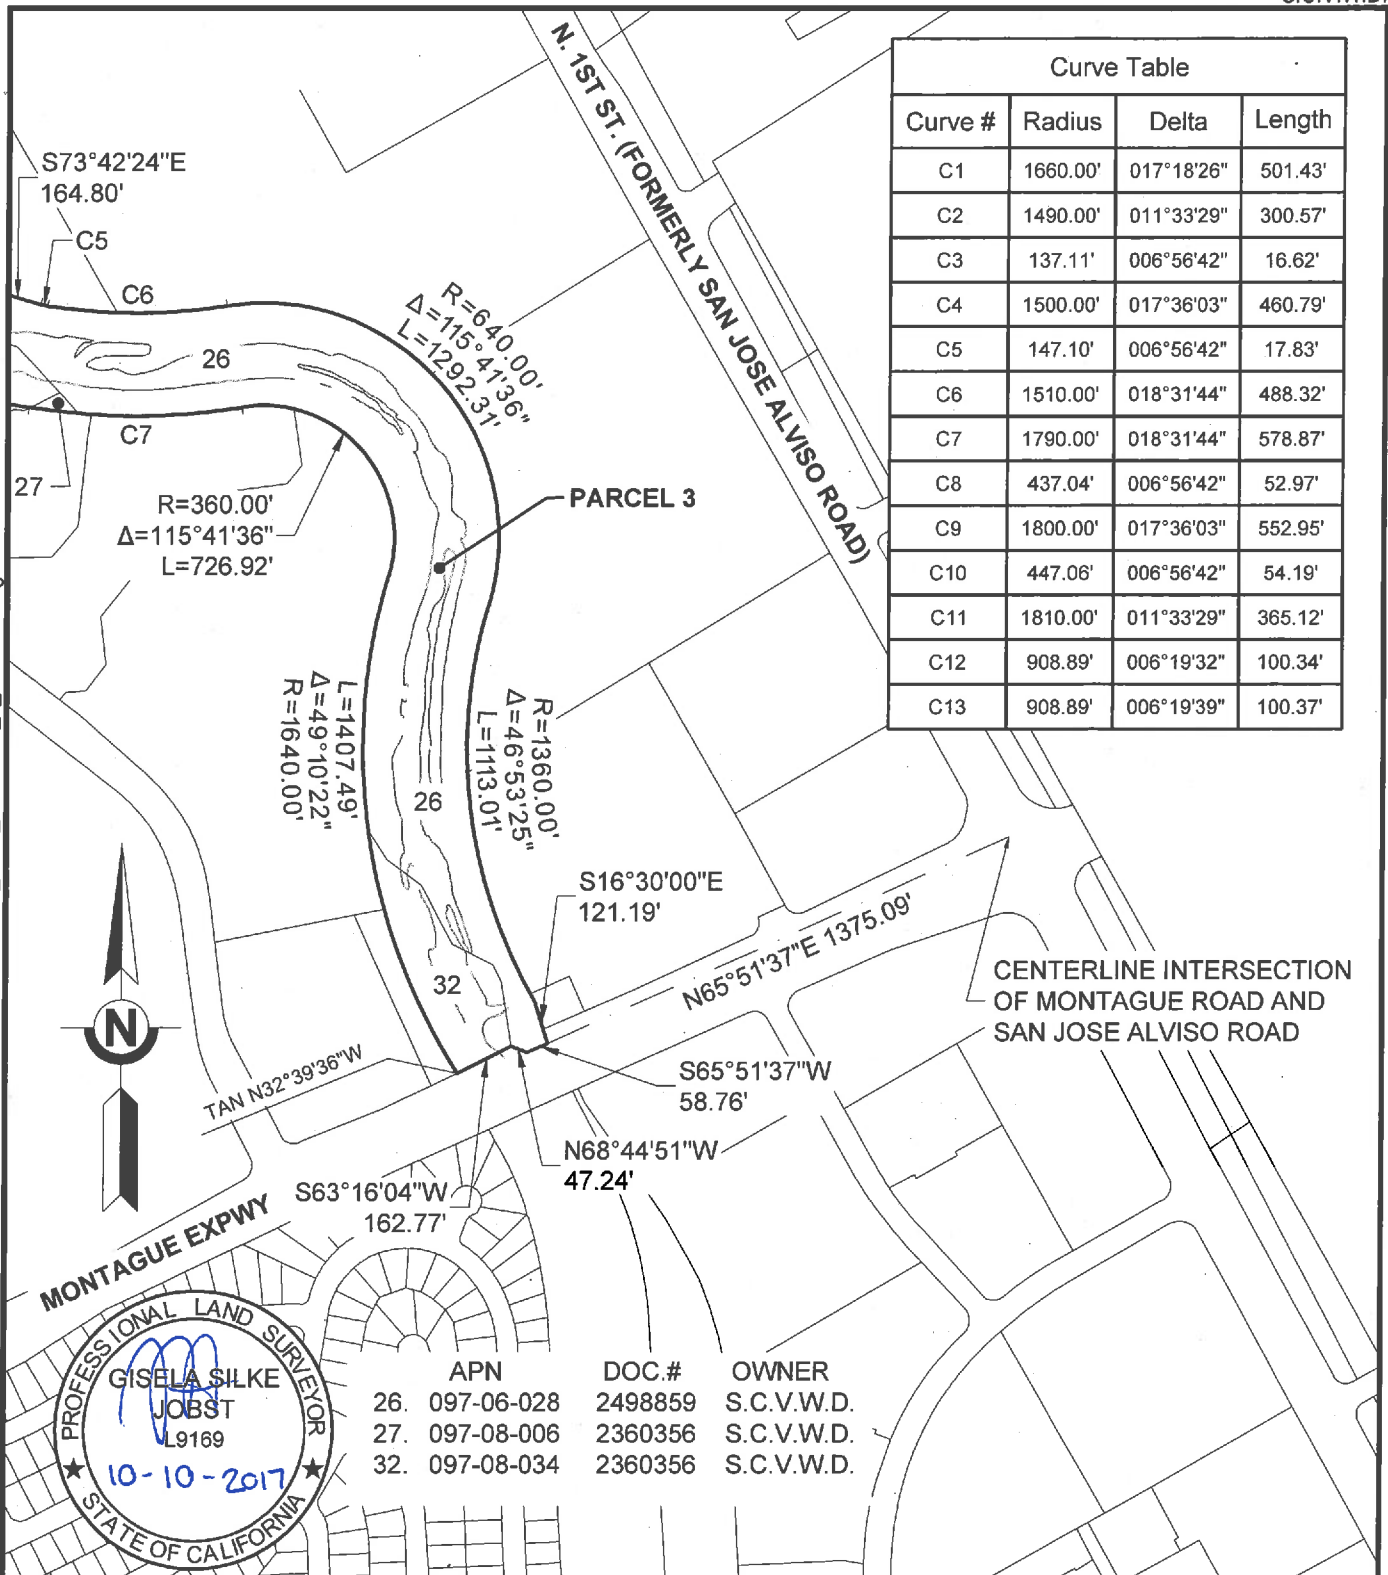 N. 1ST ST. (FORMERLY SAN JOSE ALVISO ROAD)
Curve Table
Curve # Radius Delta Length
C1 1660.00' 017°18'26" 501.43'
C2 1490.00' 011°33'29" 300.57'
C3 137.11' 006°56'42" 16.62'
C4 1500.00' 017°36'03" 460.79'
C5 147.10' 006°56'42" 17.83'
C6 1510.00' 018°31'44" 488.32'
C7 1790.00' 018°31'44" 578.87'
C8 437.04' 006°56'42" 52.97'
C9 1800.00' 017°36'03" 552.95'
C10 447.06' 006°56'42" 54.19'
C11 1810.00' 011°33'29" 365.12'
C12 908.89' 006°19'32" 100.34'
C13 908.89' 006°19'39" 100.37'
S73°42'24"E
164.80'
C5
C6
R=640.00'
Δ=115°41'36"
L=1292.31'
26
C7
27
R=360.00'
Δ=115°41'36"
L=726.92'
PARCEL 3
L=1407.49'
Δ=49°10'22"
R=1640.00'
R=1360.00'
Δ=46°53'25"
L=1113.01'
26
S16°30'00"E
121.19'
N65°51'37"E 1375.09'
32
CENTERLINE INTERSECTION
OF MONTAGUE ROAD AND
SAN JOSE ALVISO ROAD
N
TAN N32°39'36"W
S65°51'37"W
58.76'
N68°44'51"W
47.24'
S63°16'04"W
162.77'
MONTAGUE EXPWY
PROFESSIONAL LAND SURVEYOR
GISELA SILKE
JOBST
L9169
10-10-2017
STATE OF CALIFORNIA
APN DOC.# OWNER
26. 097-06-028 2498859 S.C.V.W.D.
27. 097-08-006 2360356 S.C.V.W.D.
32. 097-08-034 2360356 S.C.V.W.D.